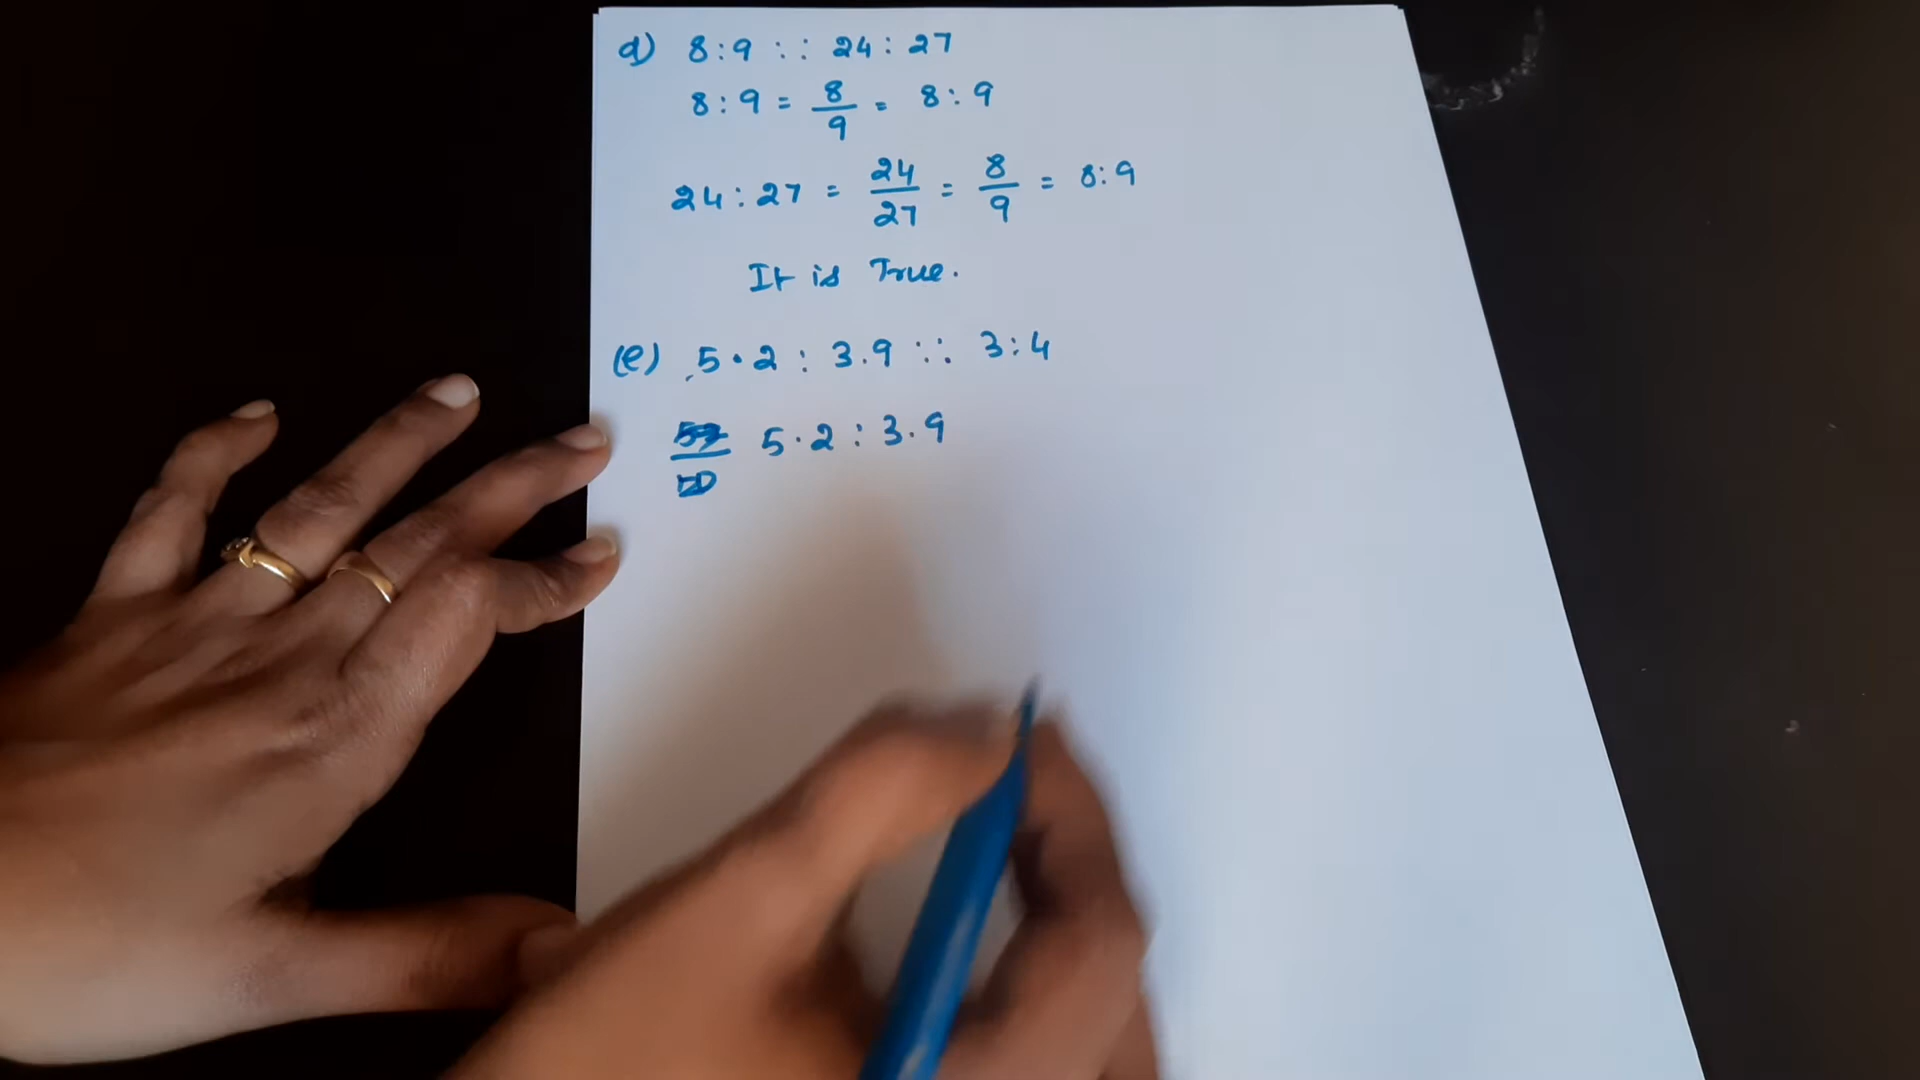 d) 8:9 :: 24:27
8:9 = 8/9 = 8:9
24:27 = 24/27 = 8/9 = 8:9
It is True.
(e) 5.2 : 3.9 :: 3:4
5.2 : 3.9